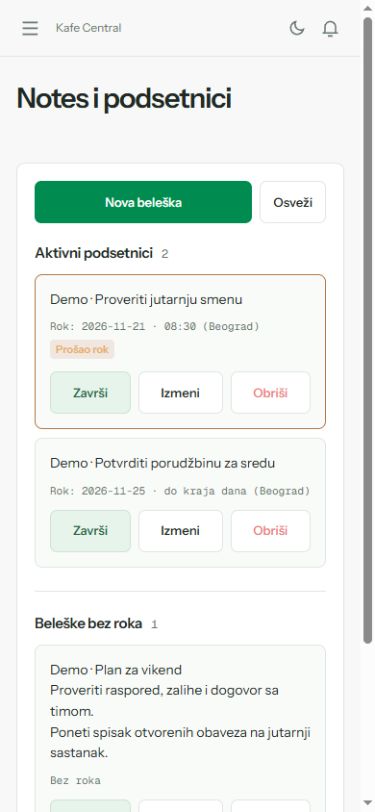 Kafe Central
Notes i podsetnici
Nova beleška
Osveži
Aktivni podsetnici 2
Demo · Proveriti jutarnju smenu
Rok: 2026-11-21 · 08:30 (Beograd)
Prošao rok
Završi
Izmeni
Obriši
Demo · Potvrditi porudžbinu za sredu
Rok: 2026-11-25 · do kraja dana (Beograd)
Završi
Izmeni
Obriši
Beleške bez roka 1
Demo · Plan za vikend
Proveriti raspored, zalihe i dogovor sa
timom.
Poneti spisak otvorenih obaveza na jutarnji
sastanak.
Bez roka